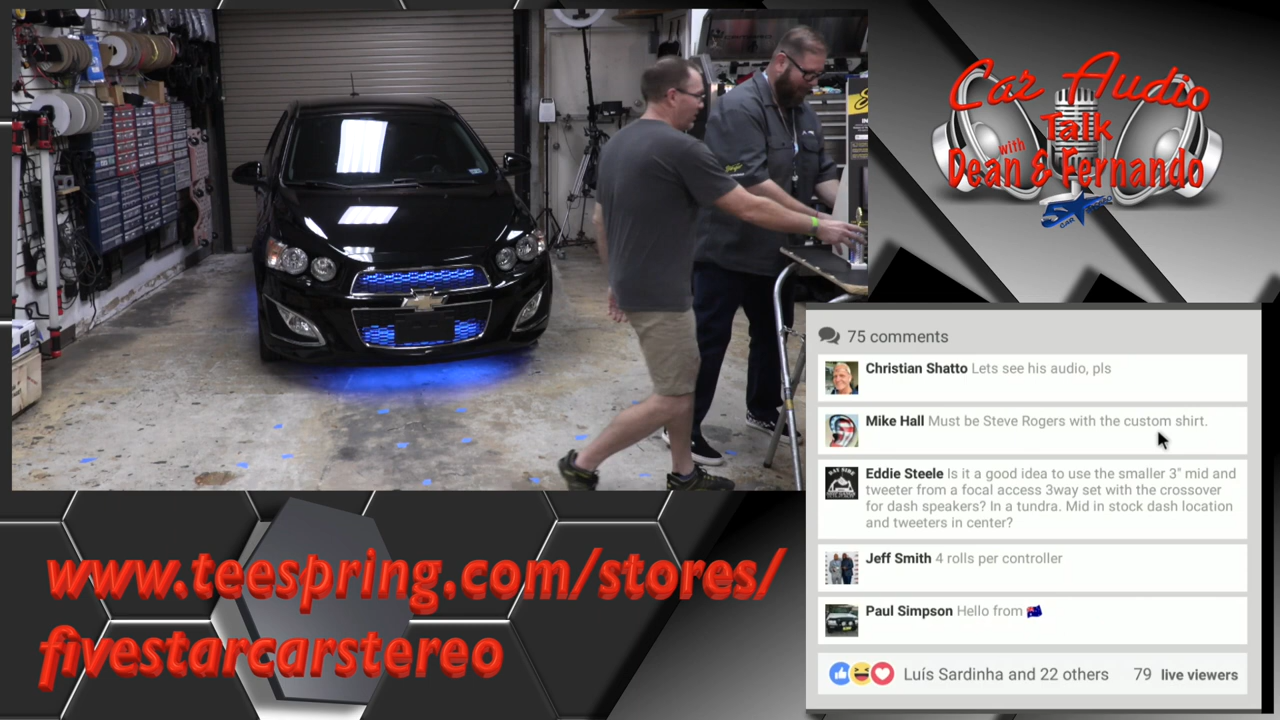 Car Audio
Talk
with
Dean & Fernando
75 comments
Christian Shatto Lets see his audio, pls
Mike Hall Must be Steve Rogers with the custom shirt.
Eddie Steele Is it a good idea to use the smaller 3" mid and
tweeter from a focal access 3way set with the crossover
for dash speakers? In a tundra. Mid in stock dash location
and tweeters in center?
Jeff Smith 4 rolls per controller
Paul Simpson Hello from 🇦🇺
Luís Sardinha and 22 others 79 live viewers
www.teespring.com/stores/
fivestarcarstereo